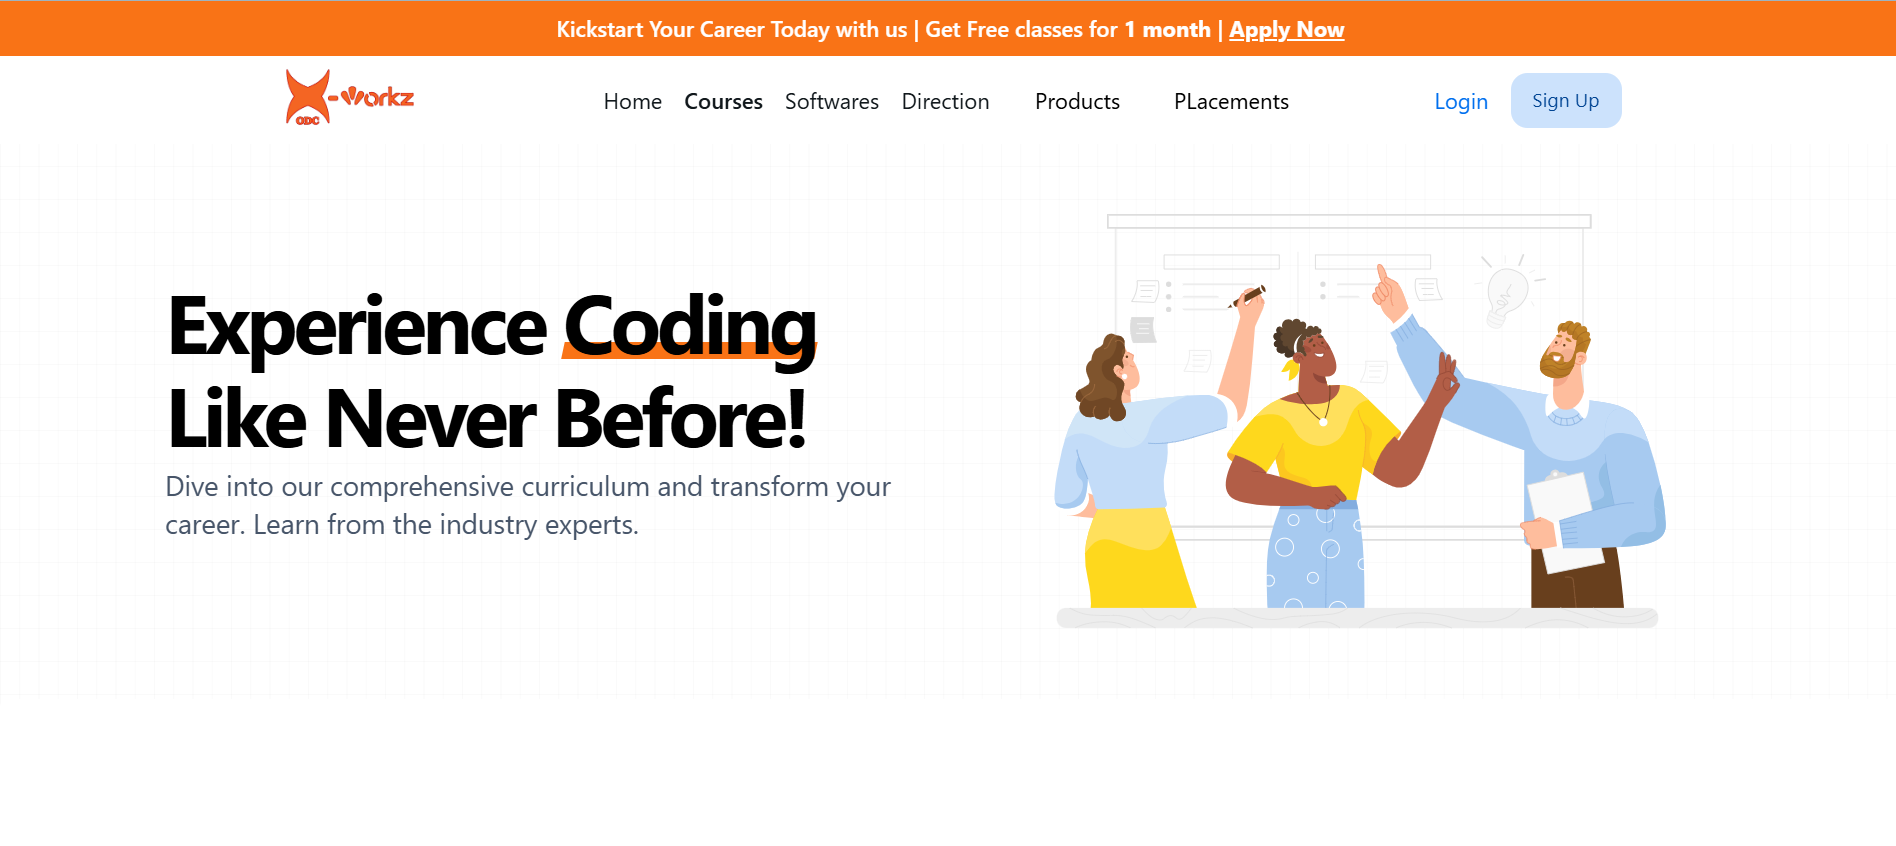 Kickstart Your Career Today with us | Get Free classes for 1 month | Apply Now
X-workz
ODC
Home Courses Softwares Direction Products PLacements Login Sign Up
Experience Coding
Like Never Before!
Dive into our comprehensive curriculum and transform your
career. Learn from the industry experts.